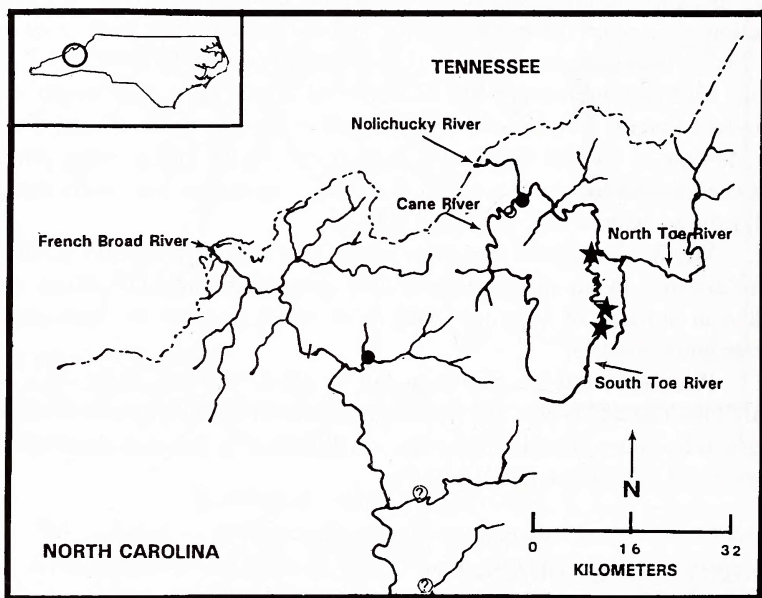 TENNESSEE
Nolichucky River
Cane River
French Broad River
North Toe River
South Toe River
N
?
NORTH CAROLINA
0 16 32
KILOMETERS
?